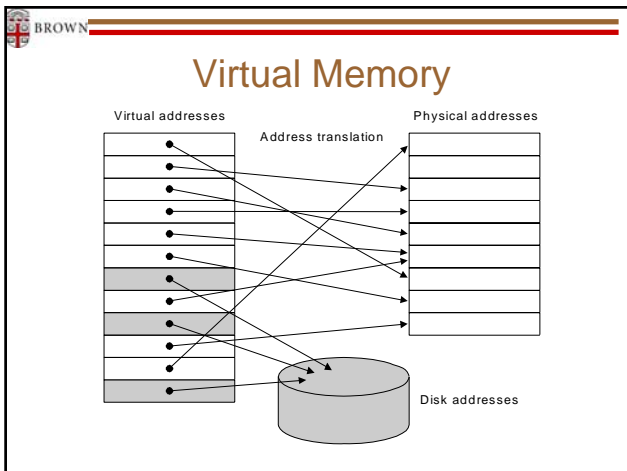 BROWN
Virtual Memory
Virtual addresses
Physical addresses
Address translation
Disk addresses